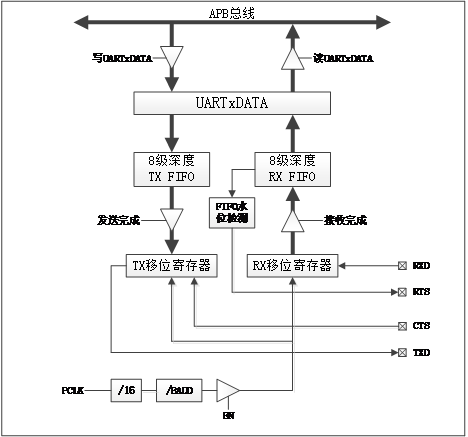 APB总线
写UARTxDATA
读UARTxDATA
UARTxDATA
8级深度
TX FIFO
8级深度
RX FIFO
发送完成
FIFO水
位检测
接收完成
TX移位寄存器
RX移位寄存器
RXD
RTS
CTS
TXD
PCLK
/16
/BAUD
EN